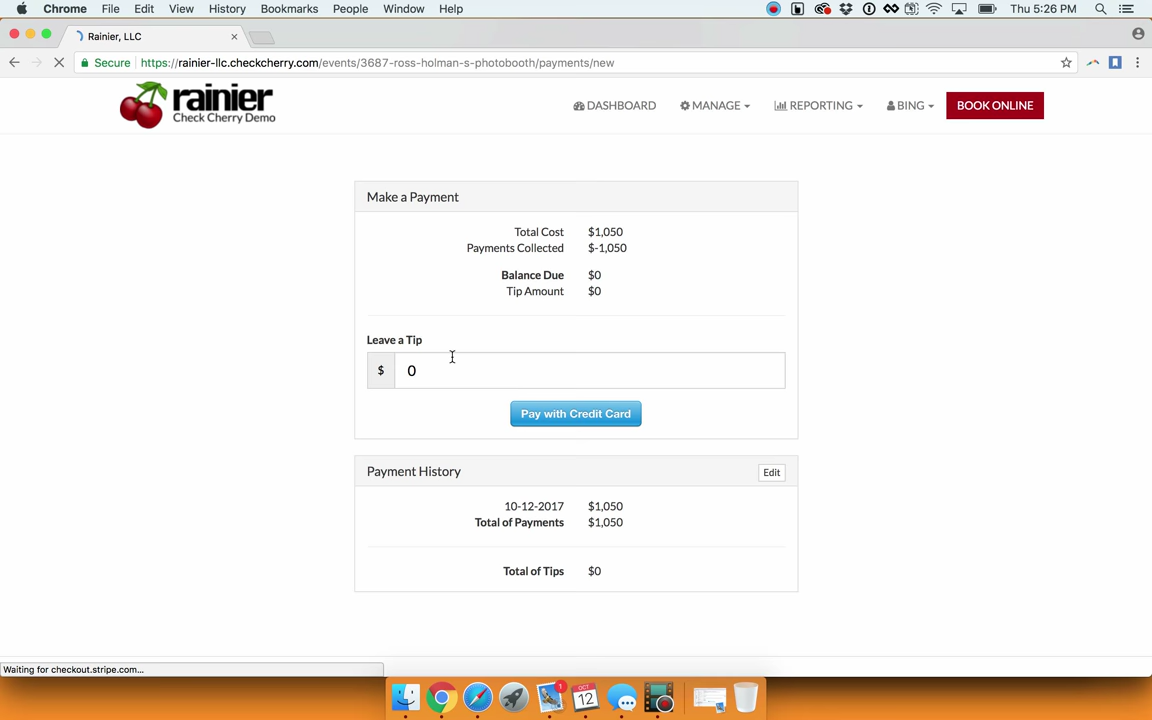 Chrome File Edit View History Bookmarks People Window Help Thu 5:26 PM
Rainier, LLC
Secure https://rainier-llc.checkcherry.com/events/3687-ross-holman-s-photobooth/payments/new
rainier
Check Cherry Demo
DASHBOARD MANAGE REPORTING BING BOOK ONLINE
Make a Payment
Total Cost $1,050
Payments Collected $-1,050
Balance Due $0
Tip Amount $0
Leave a Tip
$ 0
Pay with Credit Card
Payment History Edit
10-12-2017 $1,050
Total of Payments $1,050
Total of Tips $0
Waiting for checkout.stripe.com...
1
OCT
12